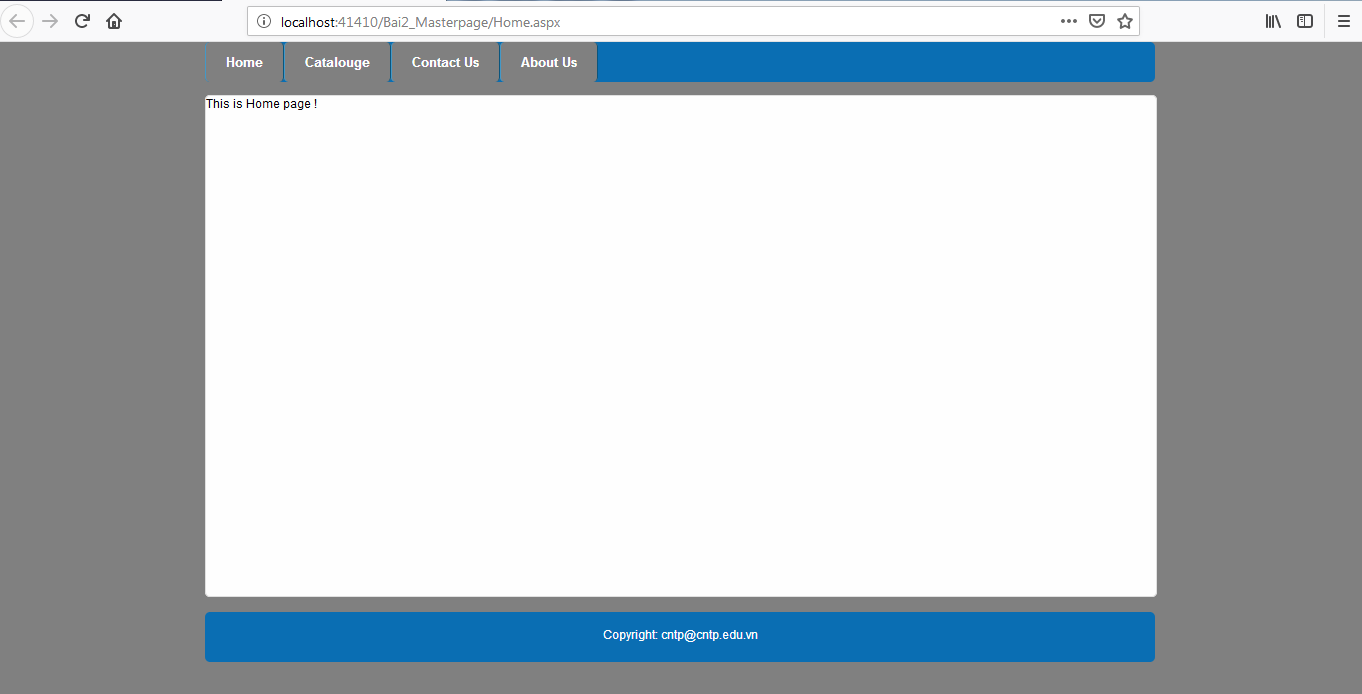 localhost:41410/Bai2_Masterpage/Home.aspx
Home Catalouge Contact Us About Us
This is Home page !
Copyright: cntp@cntp.edu.vn